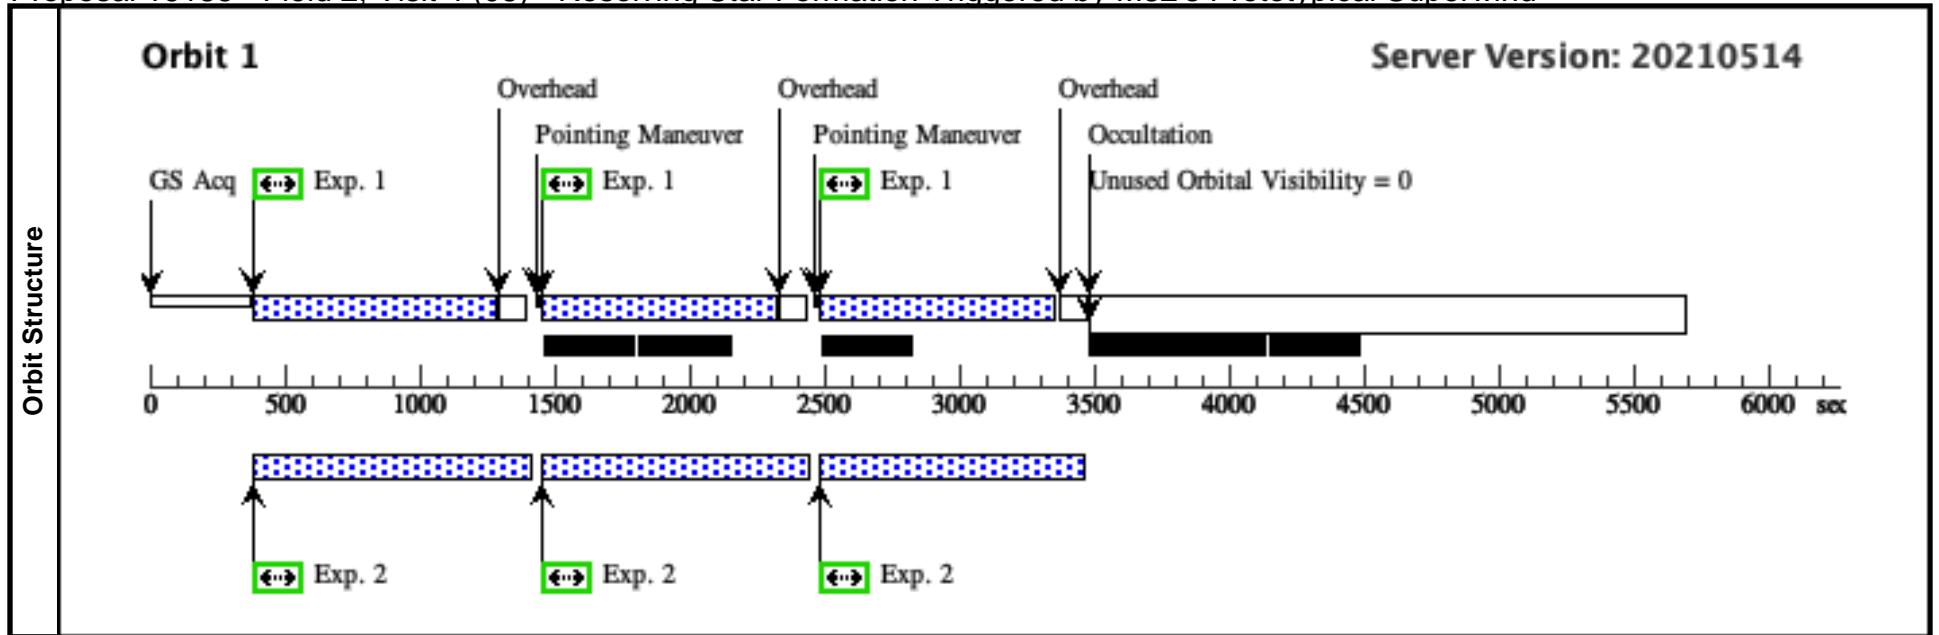 Orbit 1
Server Version: 20210514
Overhead
Overhead
Overhead
Pointing Maneuver
Pointing Maneuver
Occultation
GS Acq
Exp. 1
Exp. 1
Exp. 1
Unused Orbital Visibility = 0
Orbit Structure
0 500 1000 1500 2000 2500 3000 3500 4000 4500 5000 5500 6000 sec
Exp. 2
Exp. 2
Exp. 2